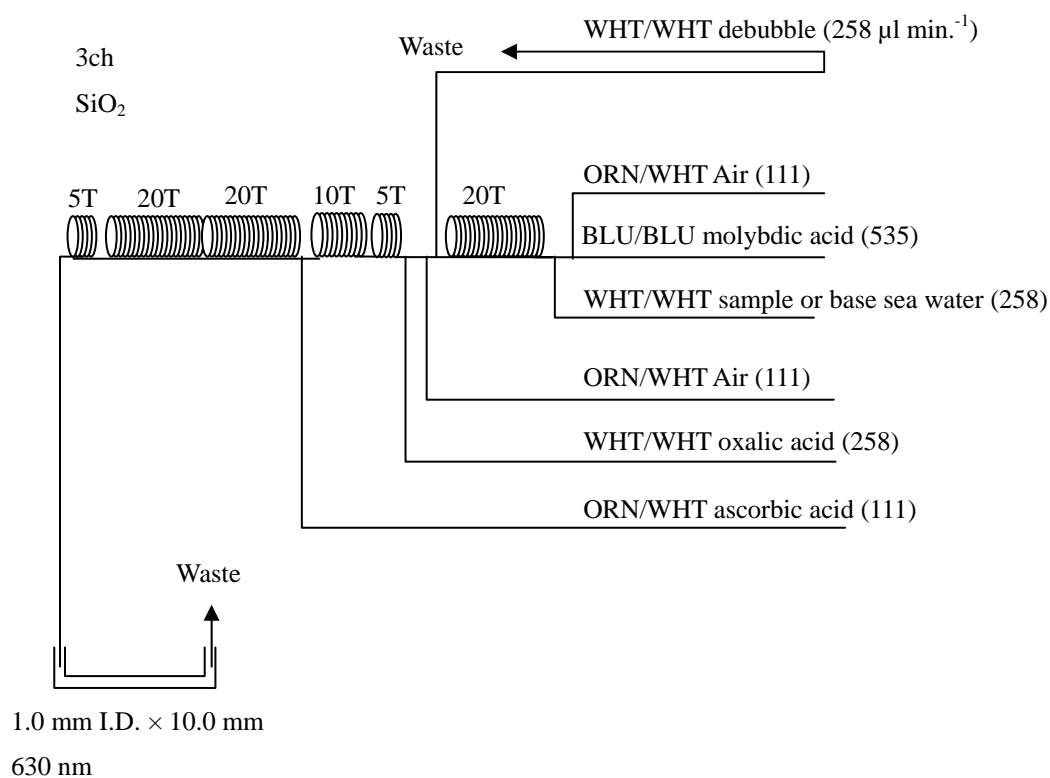 WHT/WHT debubble (258 μl min.⁻¹)
Waste
3ch
SiO₂
ORN/WHT Air (111)
5T 20T 20T 10T 5T 20T
BLU/BLU molybdic acid (535)
WHT/WHT sample or base sea water (258)
ORN/WHT Air (111)
WHT/WHT oxalic acid (258)
ORN/WHT ascorbic acid (111)
Waste
1.0 mm I.D. × 10.0 mm
630 nm